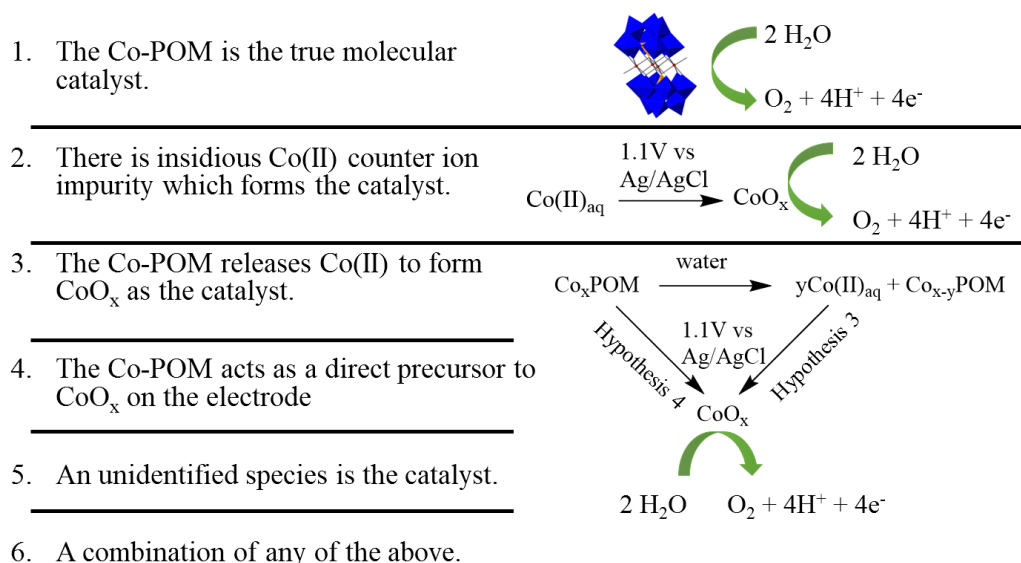 1. The Co-POM is the true molecular
catalyst.
2 H₂O
O₂ + 4H⁺ + 4e⁻
2. There is insidious Co(II) counter ion
impurity which forms the catalyst.
1.1V vs
Ag/AgCl
Co(II)aq
CoOₓ
2 H₂O
O₂ + 4H⁺ + 4e⁻
3. The Co-POM releases Co(II) to form
CoOₓ as the catalyst.
water
CoₓPOM
yCo(II)aq + Coₓ₋yPOM
Hypothesis 4
1.1V vs
Ag/AgCl
Hypothesis 3
CoOₓ
2 H₂O
O₂ + 4H⁺ + 4e⁻
4. The Co-POM acts as a direct precursor to
CoOₓ on the electrode
5. An unidentified species is the catalyst.
6. A combination of any of the above.